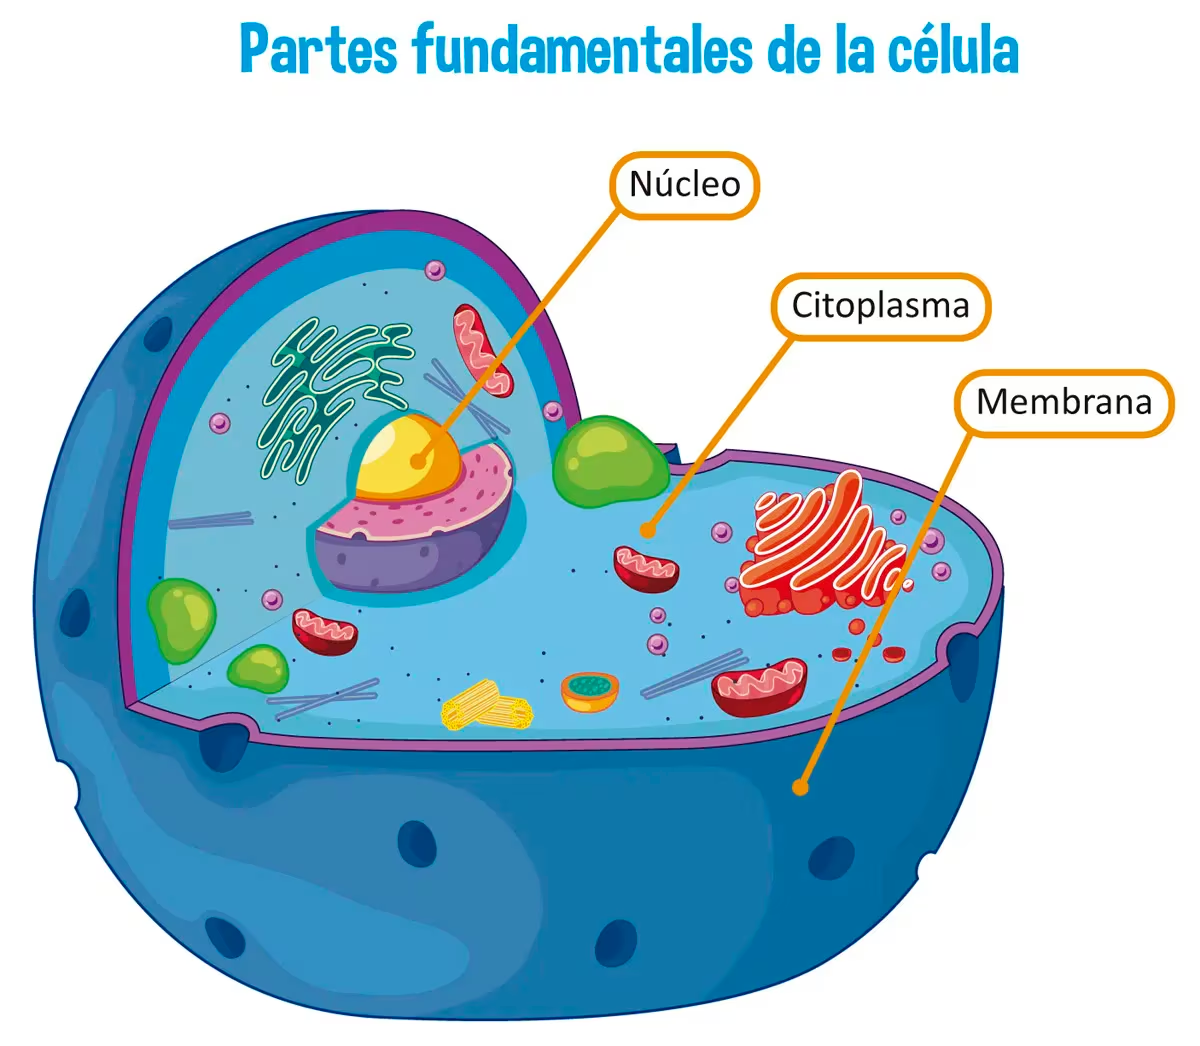 Partes fundamentales de la célula
Núcleo
Citoplasma
Membrana